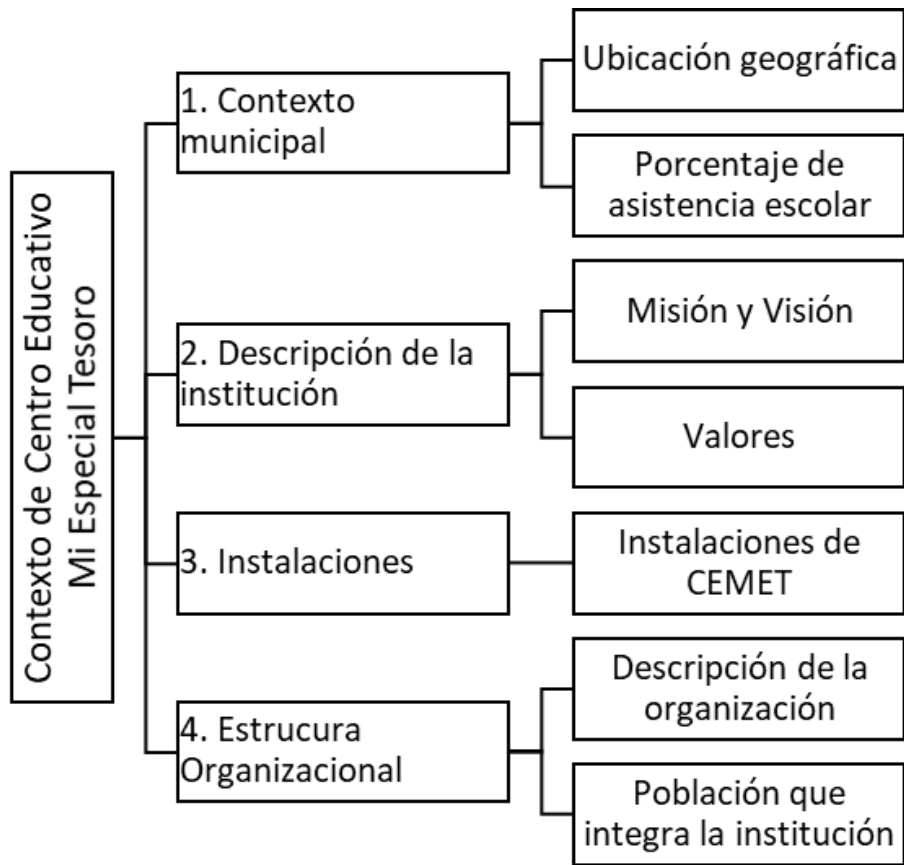 Contexto de Centro Educativo
Mi Especial Tesoro
1. Contexto
municipal
Ubicación geográfica
Porcentaje de
asistencia escolar
2. Descripción de la
institución
Misión y Visión
Valores
3. Instalaciones
Instalaciones de
CEMET
4. Estrucura
Organizacional
Descripción de la
organización
Población que
integra la institución